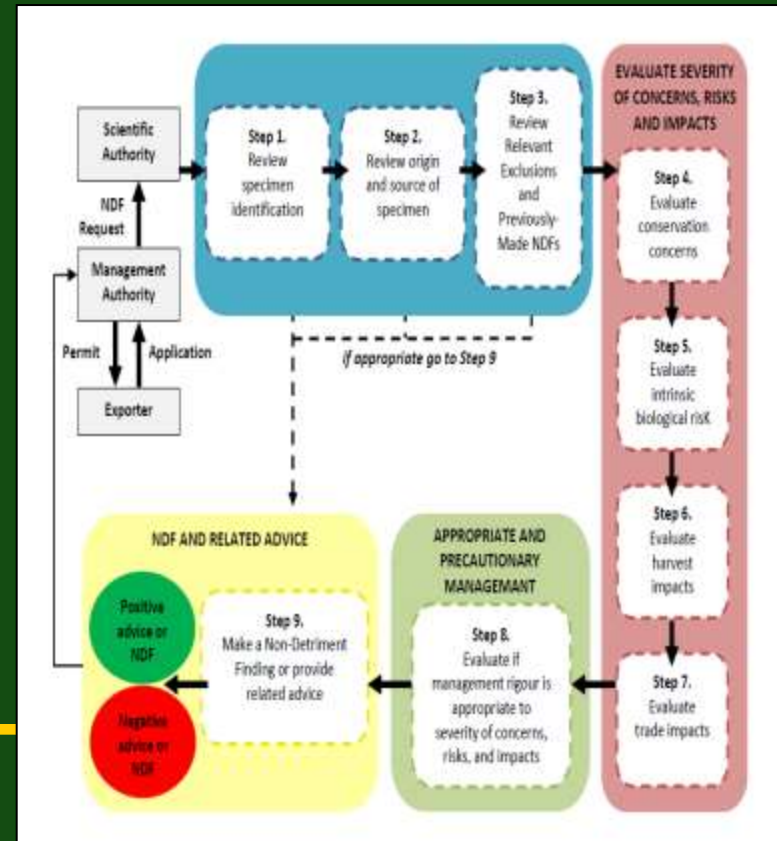 Scientific
Authority
NDF
Request
Management
Authority
Permit
Application
Exporter
Step 1.
Review
specimen
identification
Step 2.
Review origin
and source of
specimen
Step 3.
Review
Relevant
Exclusions
and
Previously-
Made NDFs
if appropriate go to Step 9
EVALUATE SEVERITY
OF CONCERNS, RISKS
AND IMPACTS
Step 4.
Evaluate
conservation
concerns
Step 5.
Evaluate
intrinsic
biological risk
Step 6.
Evaluate
harvest
impacts
Step 7.
Evaluate
trade impacts
APPROPRIATE AND
PRECAUTIONARY
MANAGEMENT
Step 8.
Evaluate if
management rigour is
appropriate to
severity of concerns,
risks, and impacts
NDF AND RELATED ADVICE
Step 9.
Make a Non-Detriment
Finding or provide
related advice
Positive
advice or
NDF
Negative
advice or
NDF